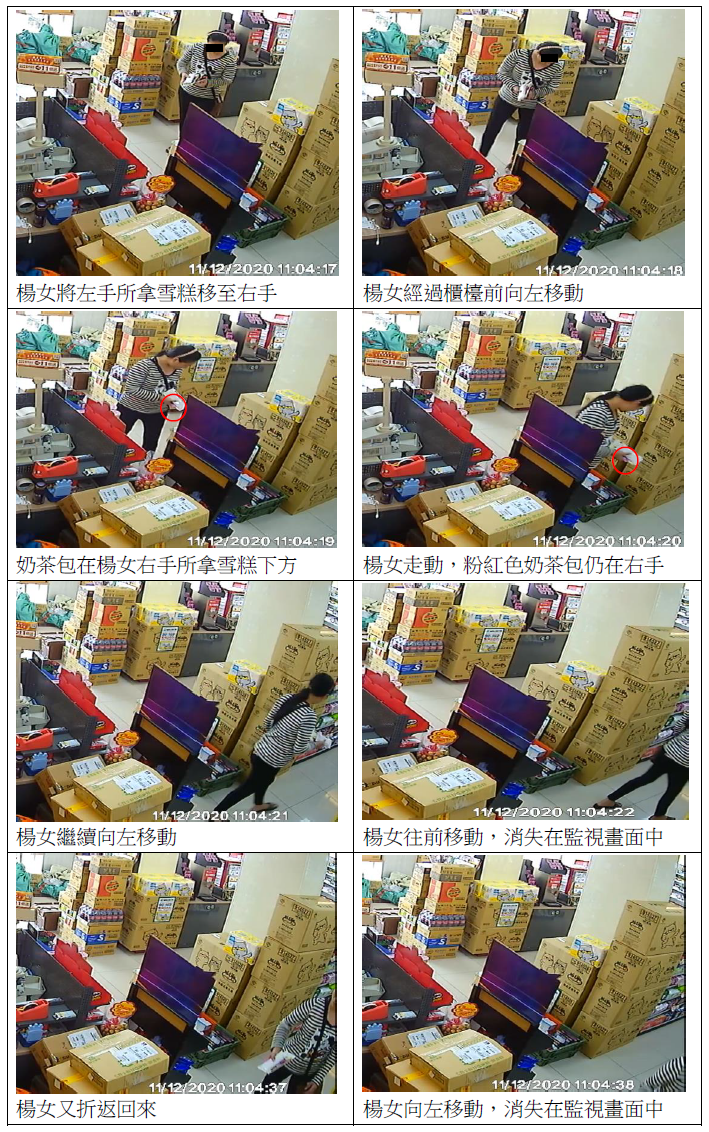 11/12/2020 11:04:17
11/12/2020 11:04:18
楊女將左手所拿雪糕移至右手
楊女經過櫃檯前向左移動
11/12/2020 11:04:19
11/12/2020 11:04:20
奶茶包在楊女右手所拿雪糕下方
楊女走動，粉紅色奶茶包仍在右手
11/12/2020 11:04:21
11/12/2020 11:04:22
楊女繼續向左移動
楊女往前移動，消失在監視畫面中
11/12/2020 11:04:37
11/12/2020 11:04:38
楊女又折返回來
楊女向左移動，消失在監視畫面中